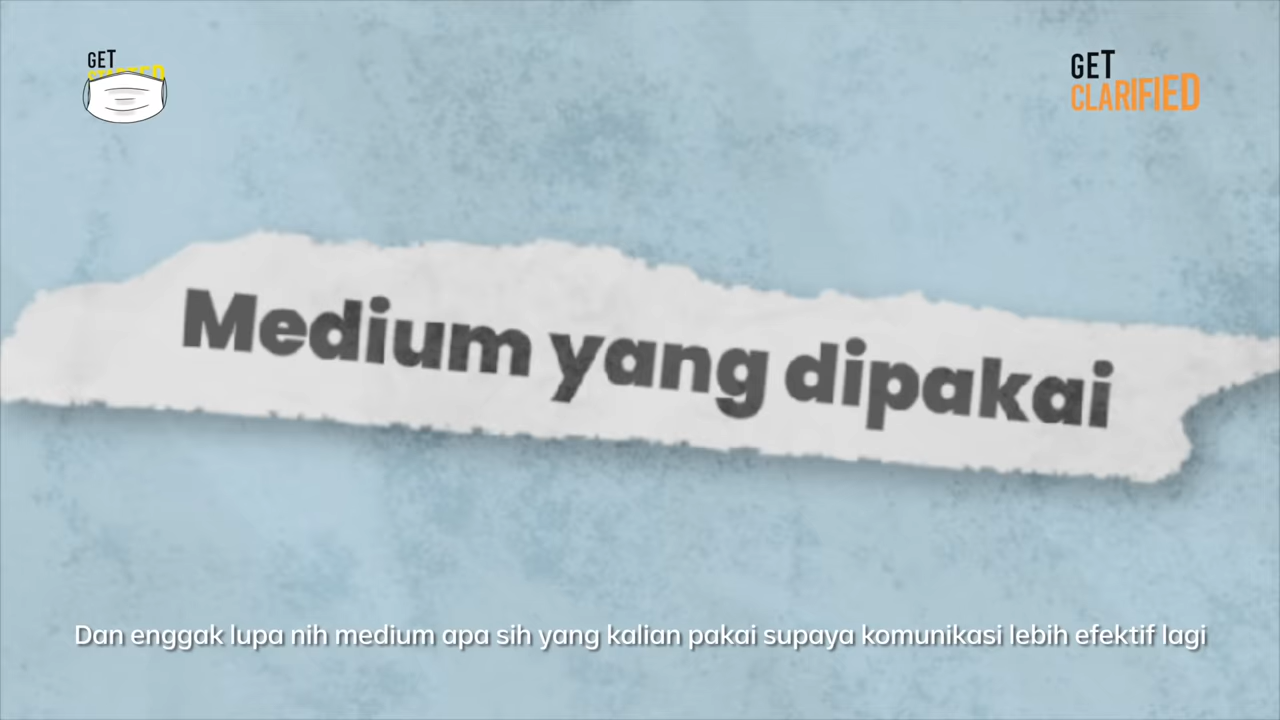 GET
GET
CLARIFIED
Medium yang dipakai
Dan enggak lupa nih medium apa sih yang kalian pakai supaya komunikasi lebih efektif lagi